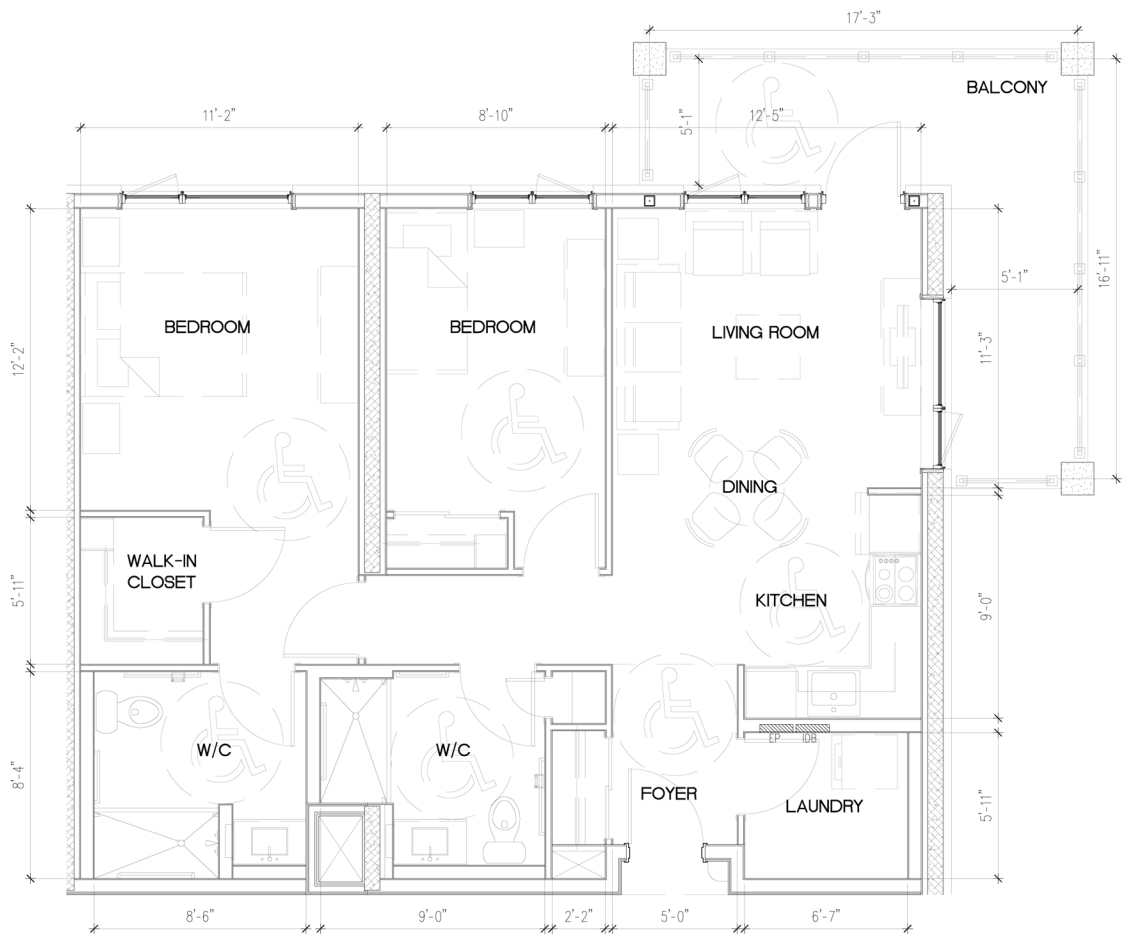 17'-3"
BALCONY
11'-2"
8'-10"
5'-1"
12'-5"
16'-11"
5'-1"
BEDROOM
BEDROOM
LIVING ROOM
12'-2"
11'-3"
DINING
WALK-IN
CLOSET
5'-11"
KITCHEN
9'-0"
W/C
W/C
EP
IDB
8'-4"
FOYER
LAUNDRY
5'-11"
8'-6"
9'-0"
2'-2"
5'-0"
6'-7"